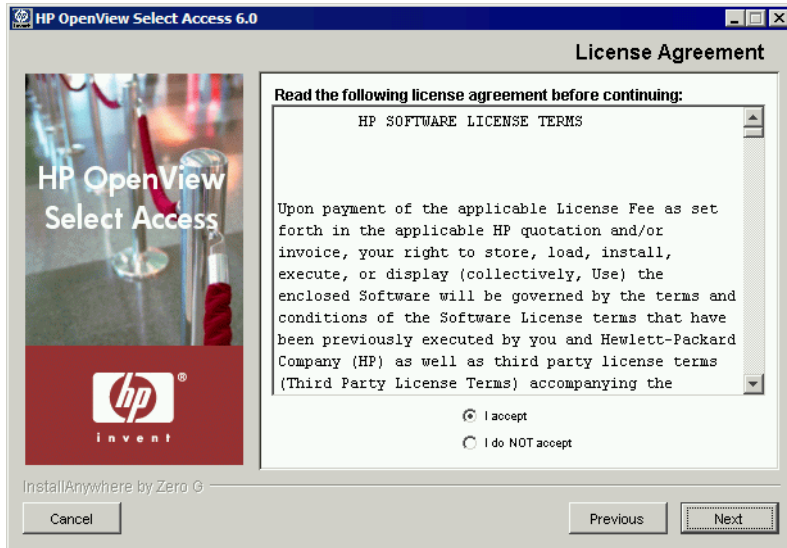 HP OpenView Select Access 6.0
License Agreement
HP OpenView
Select Access
hp
®
invent
Read the following license agreement before continuing:
HP SOFTWARE LICENSE TERMS
Upon payment of the applicable License Fee as set
forth in the applicable HP quotation and/or
invoice, your right to store, load, install,
execute, or display (collectively, Use) the
enclosed Software will be governed by the terms and
conditions of the Software License terms that have
been previously executed by you and Hewlett-Packard
Company (HP) as well as third party license terms
(Third Party License Terms) accompanying the
I accept
I do NOT accept
InstallAnywhere by Zero G
Cancel
Previous
Next